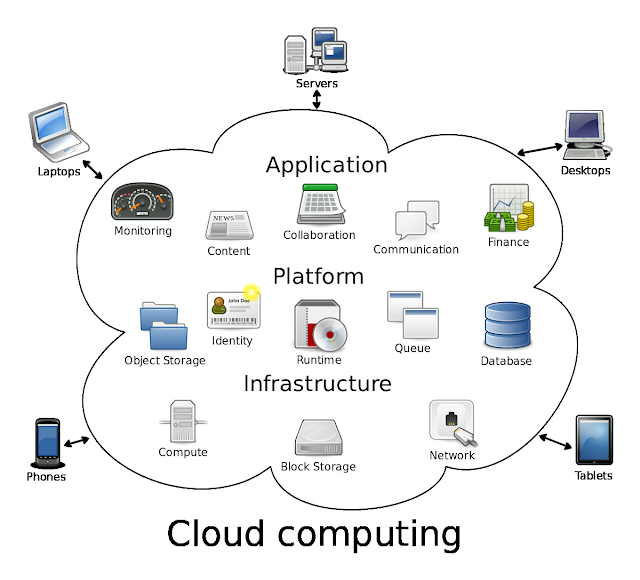 Servers
Laptops
Desktops
Application
Monitoring
NEWS
Content
Collaboration
Communication
Finance
Platform
Object Storage
John Doe
Identity
Runtime
Queue
Database
Infrastructure
Compute
Block Storage
Network
Phones
Tablets
Cloud computing